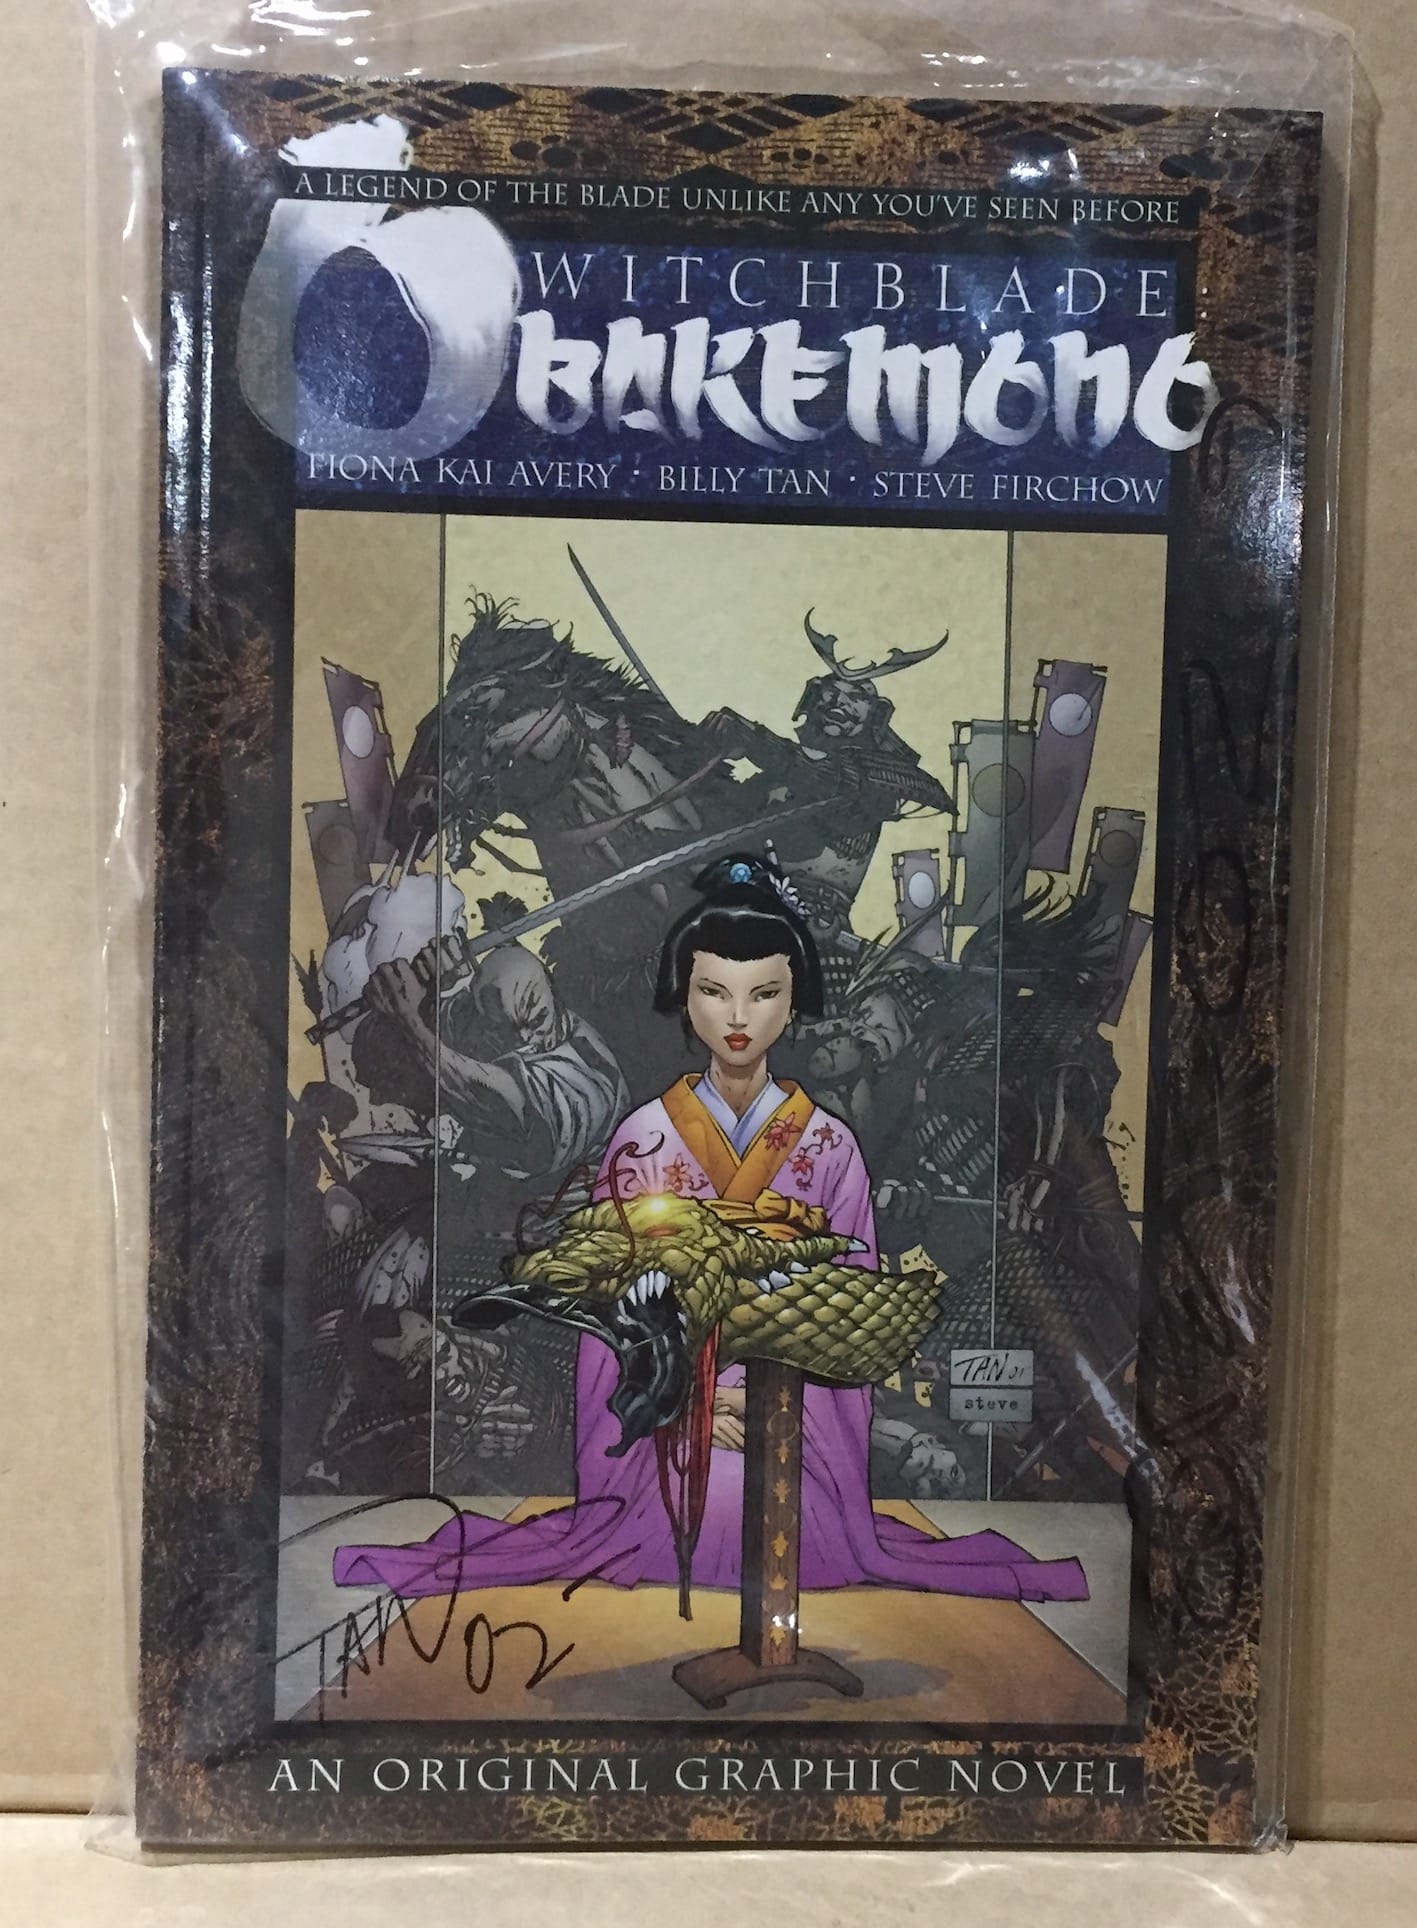 A LEGEND OF THE BLADE UNLIKE ANY YOU'VE SEEN BEFORE
WITCHBLADE
ŌBAKEMONO
FIONA KAI AVERY · BILLY TAN · STEVE FIRCHOW
TAN 01
steve
TAN 02
AN ORIGINAL GRAPHIC NOVEL